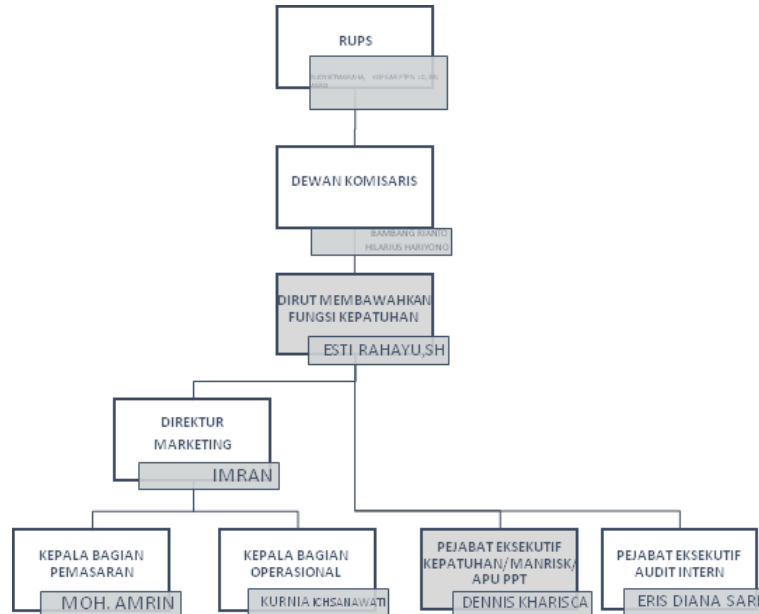 RUPS
DEWAN KOMISARIS
BAMBANG RIANTO
HILARIUS HARIYONO
DIRUT MEMBAWAHKAN
FUNGSI KEPATUHAN
ESTI RAHAYU,SH
DIREKTUR
MARKETING
IMRAN
KEPALA BAGIAN
PEMASARAN
MOH. AMRIN
KEPALA BAGIAN
OPERASIONAL
KURNIA ICHSANAWATI
PEJABAT EKSEKUTIF
KEPATUHAN/MANRISK/
APU PPT
DENNIS KHARISCA
PEJABAT EKSEKUTIF
AUDIT INTERN
ERIS DIANA SARI